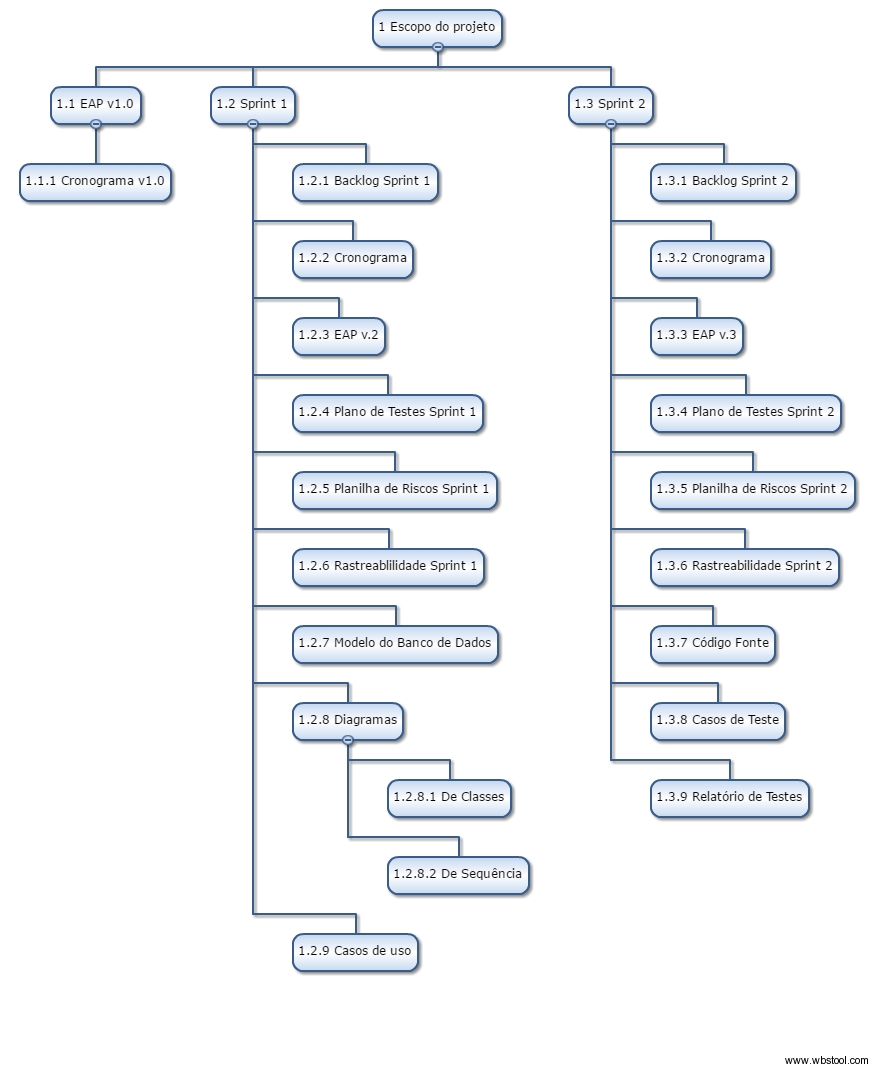 1 Escopo do projeto
1.1 EAP v1.0
1.1.1 Cronograma v1.0
1.2 Sprint 1
1.2.1 Backlog Sprint 1
1.2.2 Cronograma
1.2.3 EAP v.2
1.2.4 Plano de Testes Sprint 1
1.2.5 Planilha de Riscos Sprint 1
1.2.6 Rastreablilidade Sprint 1
1.2.7 Modelo do Banco de Dados
1.2.8 Diagramas
1.2.8.1 De Classes
1.2.8.2 De Sequência
1.2.9 Casos de uso
1.3 Sprint 2
1.3.1 Backlog Sprint 2
1.3.2 Cronograma
1.3.3 EAP v.3
1.3.4 Plano de Testes Sprint 2
1.3.5 Planilha de Riscos Sprint 2
1.3.6 Rastreabilidade Sprint 2
1.3.7 Código Fonte
1.3.8 Casos de Teste
1.3.9 Relatório de Testes
www.wbstool.com